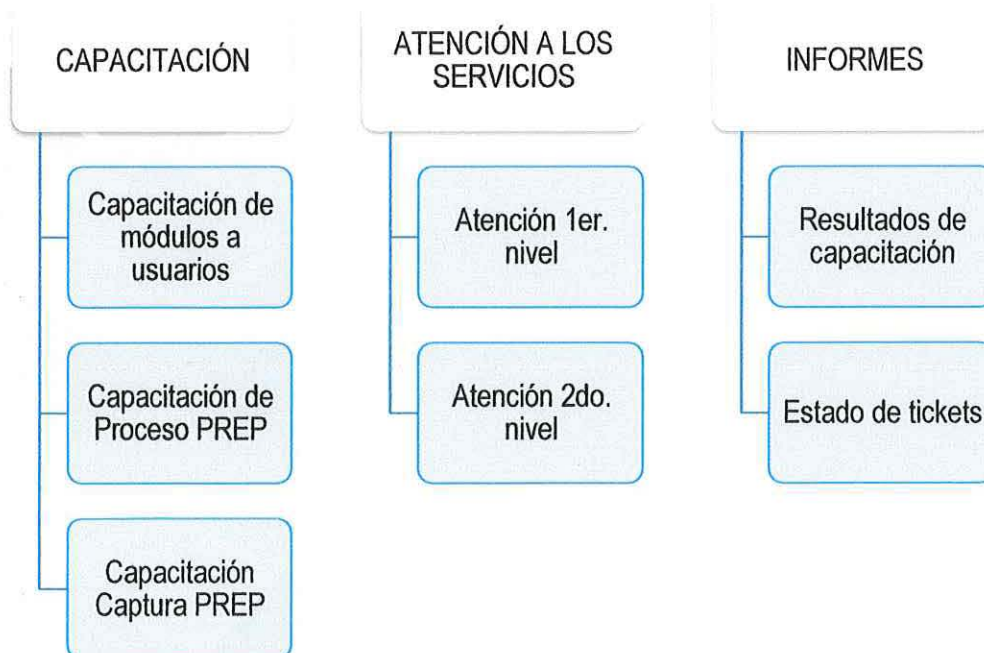 CAPACITACIÓN
Capacitación de
módulos a
usuarios
Capacitación de
Proceso PREP
Capacitación
Captura PREP
ATENCIÓN A LOS
SERVICIOS
Atención 1er.
nivel
Atención 2do.
nivel
INFORMES
Resultados de
capacitación
Estado de tickets